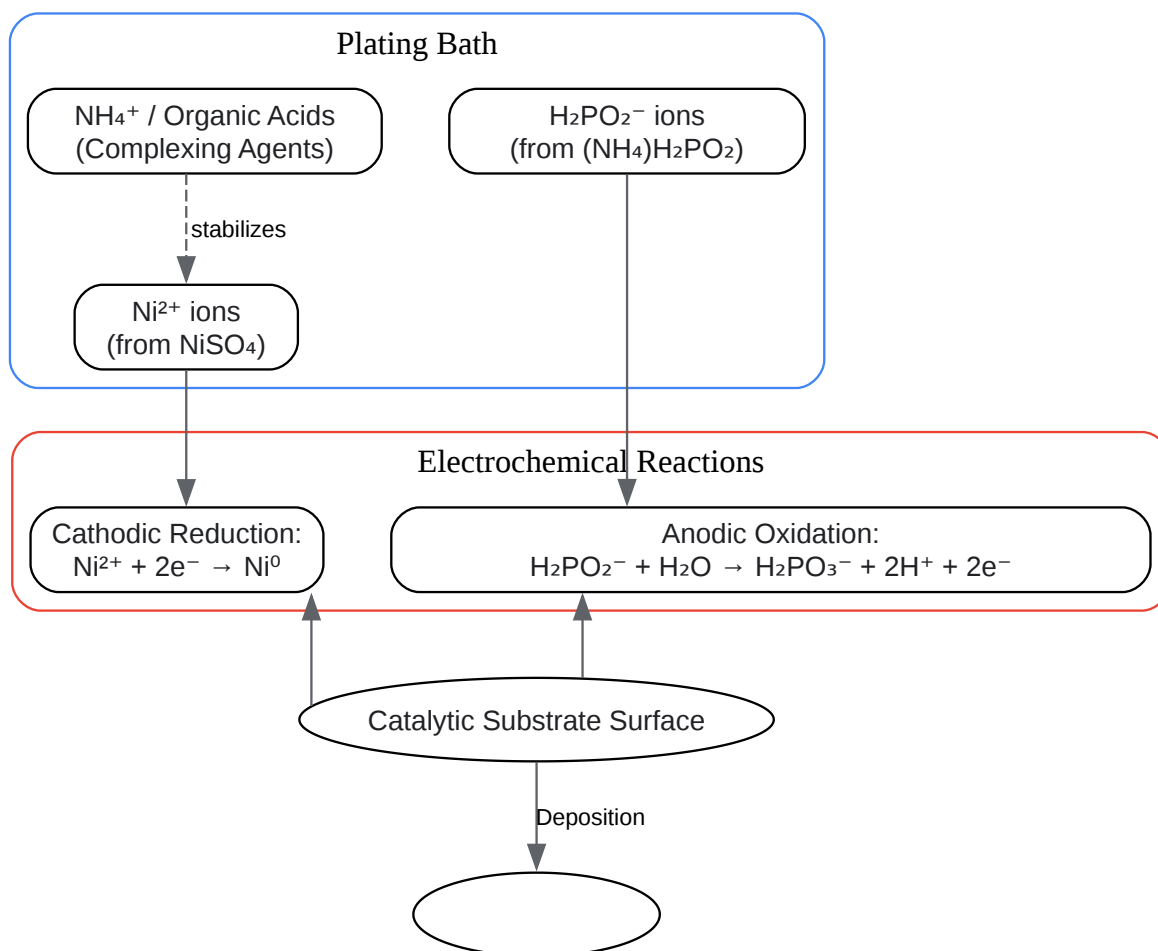 Plating Bath
NH₄⁺ / Organic Acids
(Complexing Agents)
H₂PO₂⁻ ions
(from (NH₄)H₂PO₂)
stabilizes
Ni²⁺ ions
(from NiSO₄)
Electrochemical Reactions
Cathodic Reduction:
Ni²⁺ + 2e⁻ → Ni⁰
Anodic Oxidation:
H₂PO₂⁻ + H₂O → H₂PO₃⁻ + 2H⁺ + 2e⁻
Catalytic Substrate Surface
Deposition